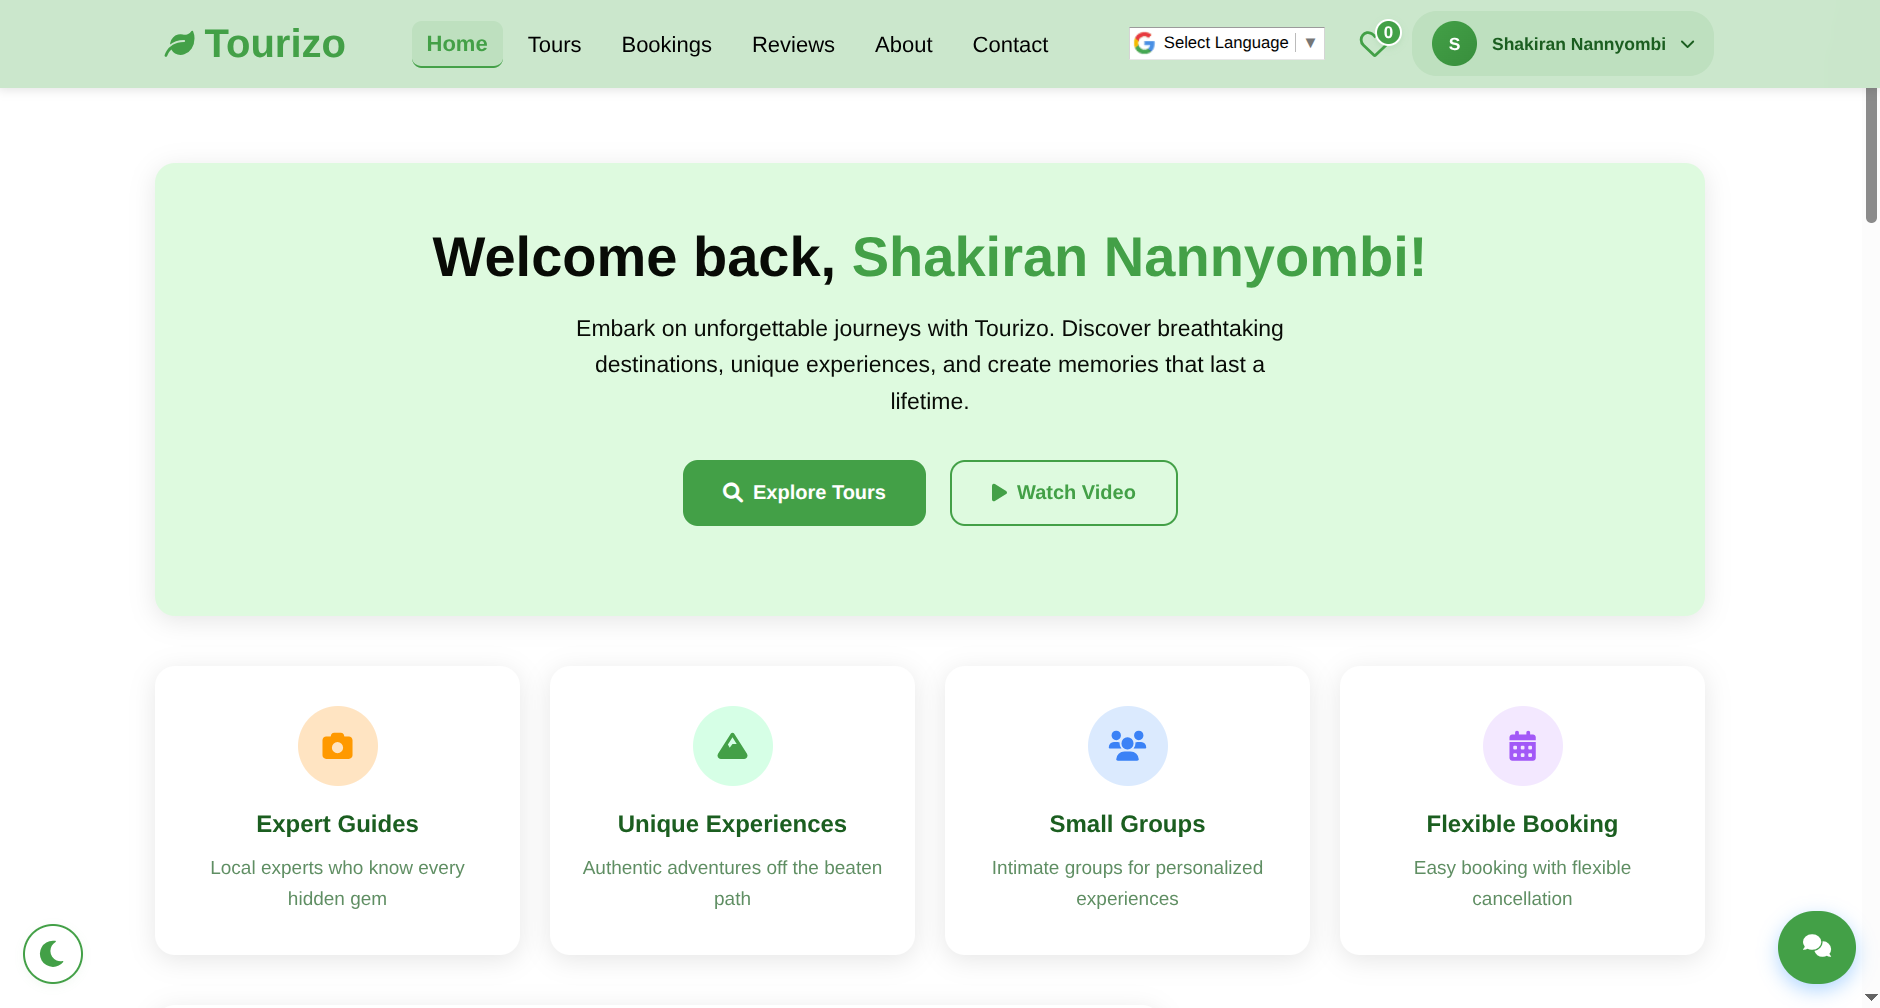 Tourizo
Home
Tours
Bookings
Reviews
About
Contact
Select Language ▼
0
S
Shakiran Nannyombi
Welcome back, Shakiran Nannyombi!
Embark on unforgettable journeys with Tourizo. Discover breathtaking
destinations, unique experiences, and create memories that last a
lifetime.
Explore Tours
Watch Video
Expert Guides
Local experts who know every
hidden gem
Unique Experiences
Authentic adventures off the beaten
path
Small Groups
Intimate groups for personalized
experiences
Flexible Booking
Easy booking with flexible
cancellation